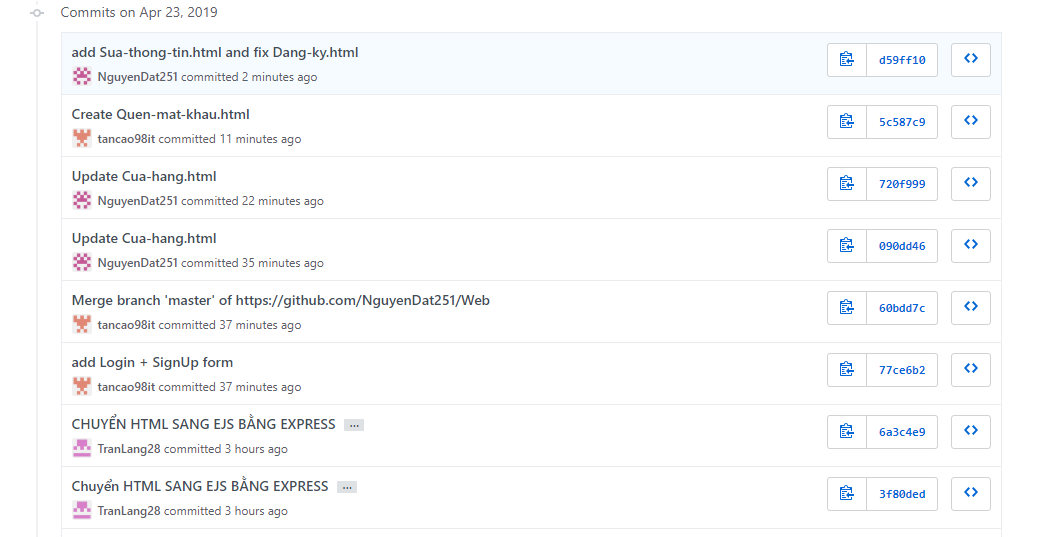 Commits on Apr 23, 2019
add Sua-thong-tin.html and fix Dang-ky.html
NguyenDat251 committed 2 minutes ago
d59ff10
Create Quen-mat-khau.html
tancao98it committed 11 minutes ago
5c587c9
Update Cua-hang.html
NguyenDat251 committed 22 minutes ago
720f999
Update Cua-hang.html
NguyenDat251 committed 35 minutes ago
090dd46
Merge branch 'master' of https://github.com/NguyenDat251/Web
tancao98it committed 37 minutes ago
60bdd7c
add Login + SignUp form
tancao98it committed 37 minutes ago
77ce6b2
CHUYỂN HTML SANG EJS BẰNG EXPRESS ...
TranLang28 committed 3 hours ago
6a3c4e9
Chuyển HTML SANG EJS BẰNG EXPRESS ...
TranLang28 committed 3 hours ago
3f80ded